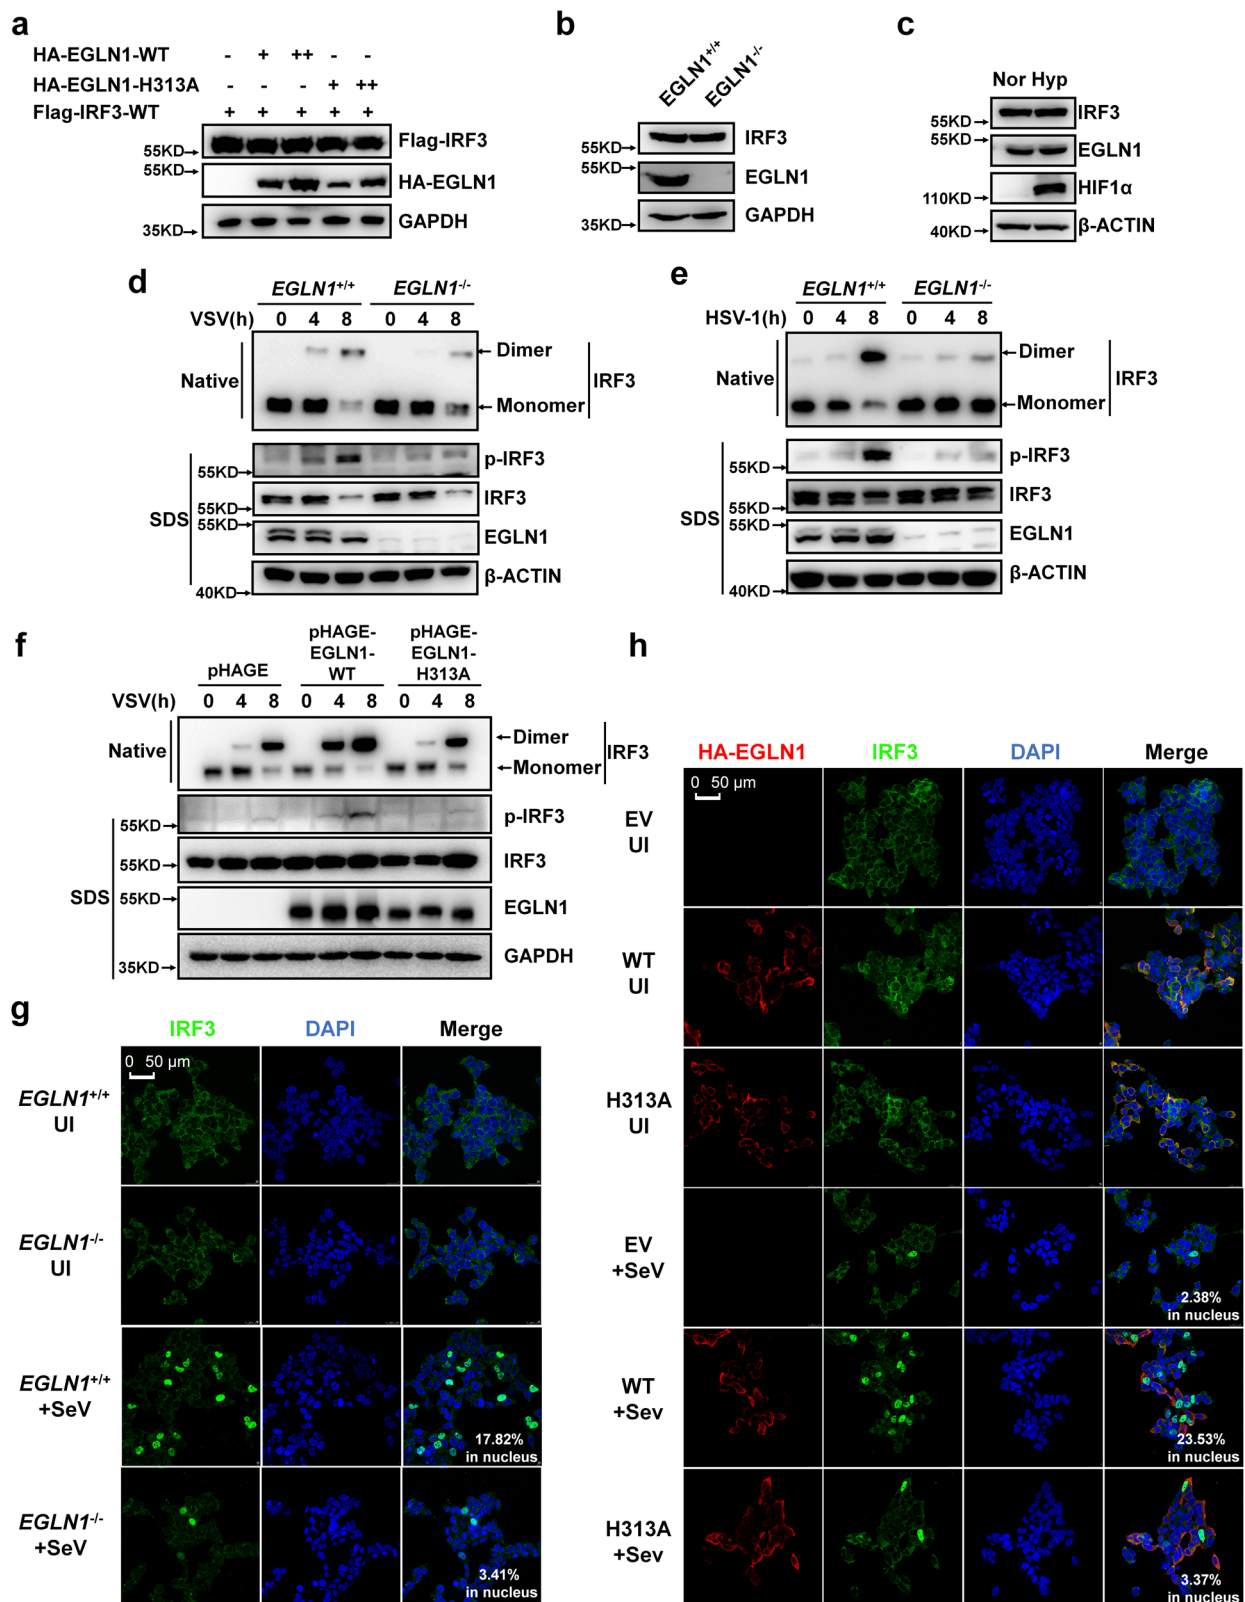 a
HA-EGLN1-WT - + ++ - -
HA-EGLN1-H313A - - - + ++
Flag-IRF3-WT + + + + +
55KD Flag-IRF3
55KD HA-EGLN1
35KD GAPDH
b
EGLN1+/+ EGLN1-/-
55KD IRF3
55KD EGLN1
35KD GAPDH
c
Nor Hyp
55KD IRF3
55KD EGLN1
110KD HIF1α
40KD β-ACTIN
d
EGLN1+/+ EGLN1-/-
VSV(h) 0 4 8 0 4 8
Native Dimer
Monomer IRF3
SDS
55KD p-IRF3
55KD IRF3
55KD EGLN1
40KD β-ACTIN
e
EGLN1+/+ EGLN1-/-
HSV-1(h) 0 4 8 0 4 8
Native Dimer
Monomer IRF3
SDS
55KD p-IRF3
55KD IRF3
55KD EGLN1
40KD β-ACTIN
f
pHAGE
pHAGE-
EGLN1-
WT
pHAGE-
EGLN1-
H313A
VSV(h) 0 4 8 0 4 8 0 4 8
Native Dimer
Monomer IRF3
SDS
55KD p-IRF3
55KD IRF3
55KD EGLN1
35KD GAPDH
g
IRF3 DAPI Merge
0 50 μm
EGLN1+/+
UI
EGLN1-/-
UI
EGLN1+/+
+SeV
17.82%
in nucleus
EGLN1-/-
+SeV
3.41%
in nucleus
h
HA-EGLN1 IRF3 DAPI Merge
0 50 μm
EV
UI
WT
UI
H313A
UI
EV
+SeV
2.38%
in nucleus
WT
+Sev
23.53%
in nucleus
H313A
+Sev
3.37%
in nucleus